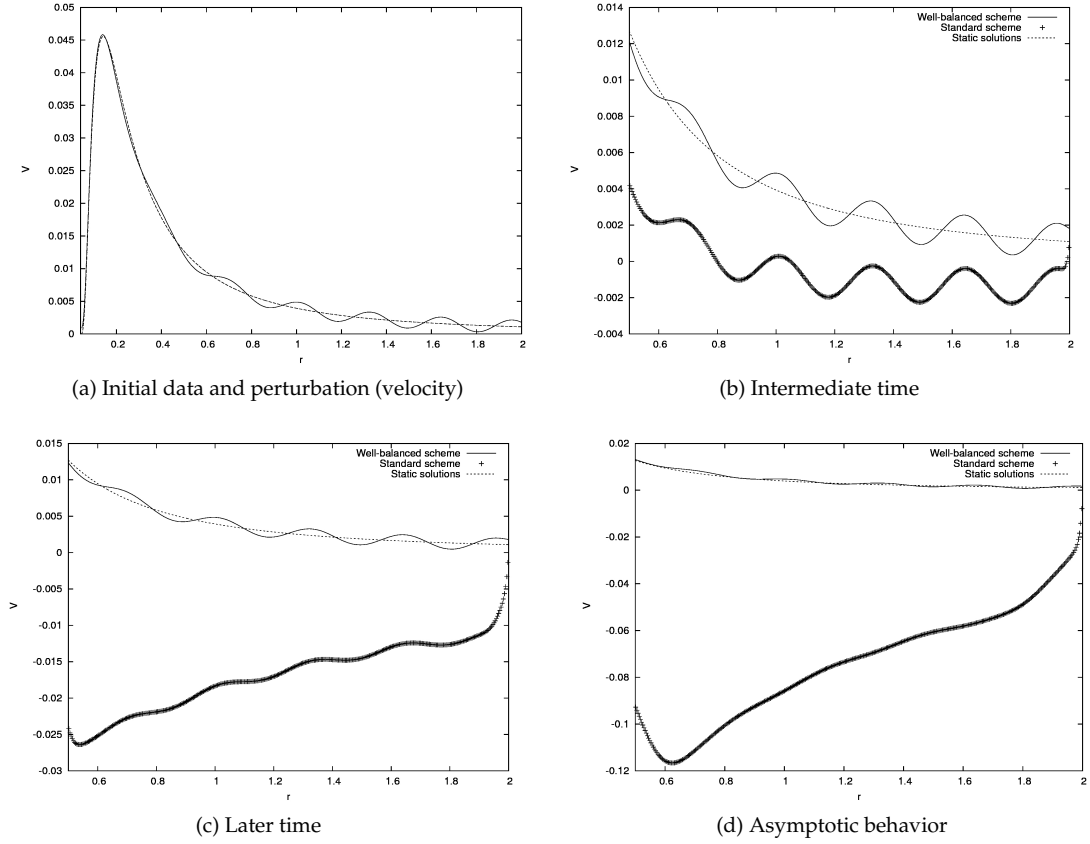 0.05
0.045
0.04
0.035
0.03
0.025
0.02
0.015
0.01
0.005
0
V
0.2 0.4 0.6 0.8 1 1.2 1.4 1.6 1.8 2
r
(a) Initial data and perturbation (velocity)
Well-balanced scheme
Standard scheme
Static solutions
0.014
0.012
0.01
0.008
0.006
0.004
0.002
0
-0.002
-0.004
V
0.6 0.8 1 1.2 1.4 1.6 1.8 2
r
(b) Intermediate time
Well-balanced scheme
Standard scheme
Static solutions
0.015
0.01
0.005
0
-0.005
-0.01
-0.015
-0.02
-0.025
-0.03
V
0.6 0.8 1 1.2 1.4 1.6 1.8 2
r
(c) Later time
Well-balanced scheme
Standard scheme
Static solutions
0.02
0
-0.02
-0.04
-0.06
-0.08
-0.1
-0.12
V
0.6 0.8 1 1.2 1.4 1.6 1.8 2
r
(d) Asymptotic behavior